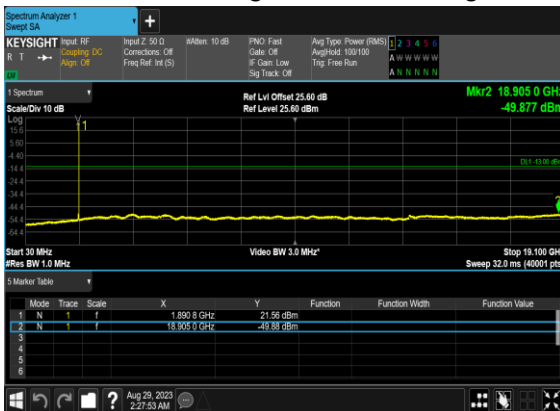 Spectrum Analyzer 1
Swept SA
KEYSIGHT Input: RF Input Z: 50 Ω #Atten: 10 dB PNO: Fast Avg Type: Power (RMS) 1 2 3 4 5 6
R T Coupling: DC Corrections: Off Gate: Off Avg|Hold: 100/100 A W W W W W
Align: Off Freq Ref: Int (S) IF Gain: Low Trig: Free Run
LV Sig Track: Off A N N N N N
1 Spectrum Ref Lvl Offset 25.60 dB Mkr2 18.905 0 GHz
Scale/Div 10 dB Ref Level 25.60 dBm -49.877 dBm
Log
15.6
5.60
-4.40
-14.4
-24.4
-34.4
-44.4
-54.4
-64.4
1
DL1 -13.00 dBm
Start 30 MHz Video BW 3.0 MHz* Stop 19.100 GH
#Res BW 1.0 MHz Sweep 32.0 ms (40001 pts
5 Marker Table
Mode Trace Scale X Y Function Function Width Function Value
1 N 1 f 1.890 8 GHz 21.56 dBm
2 N 1 f 18.905 0 GHz -49.88 dBm
3
4
5
6
? Aug 29, 2023
2:27:53 AM